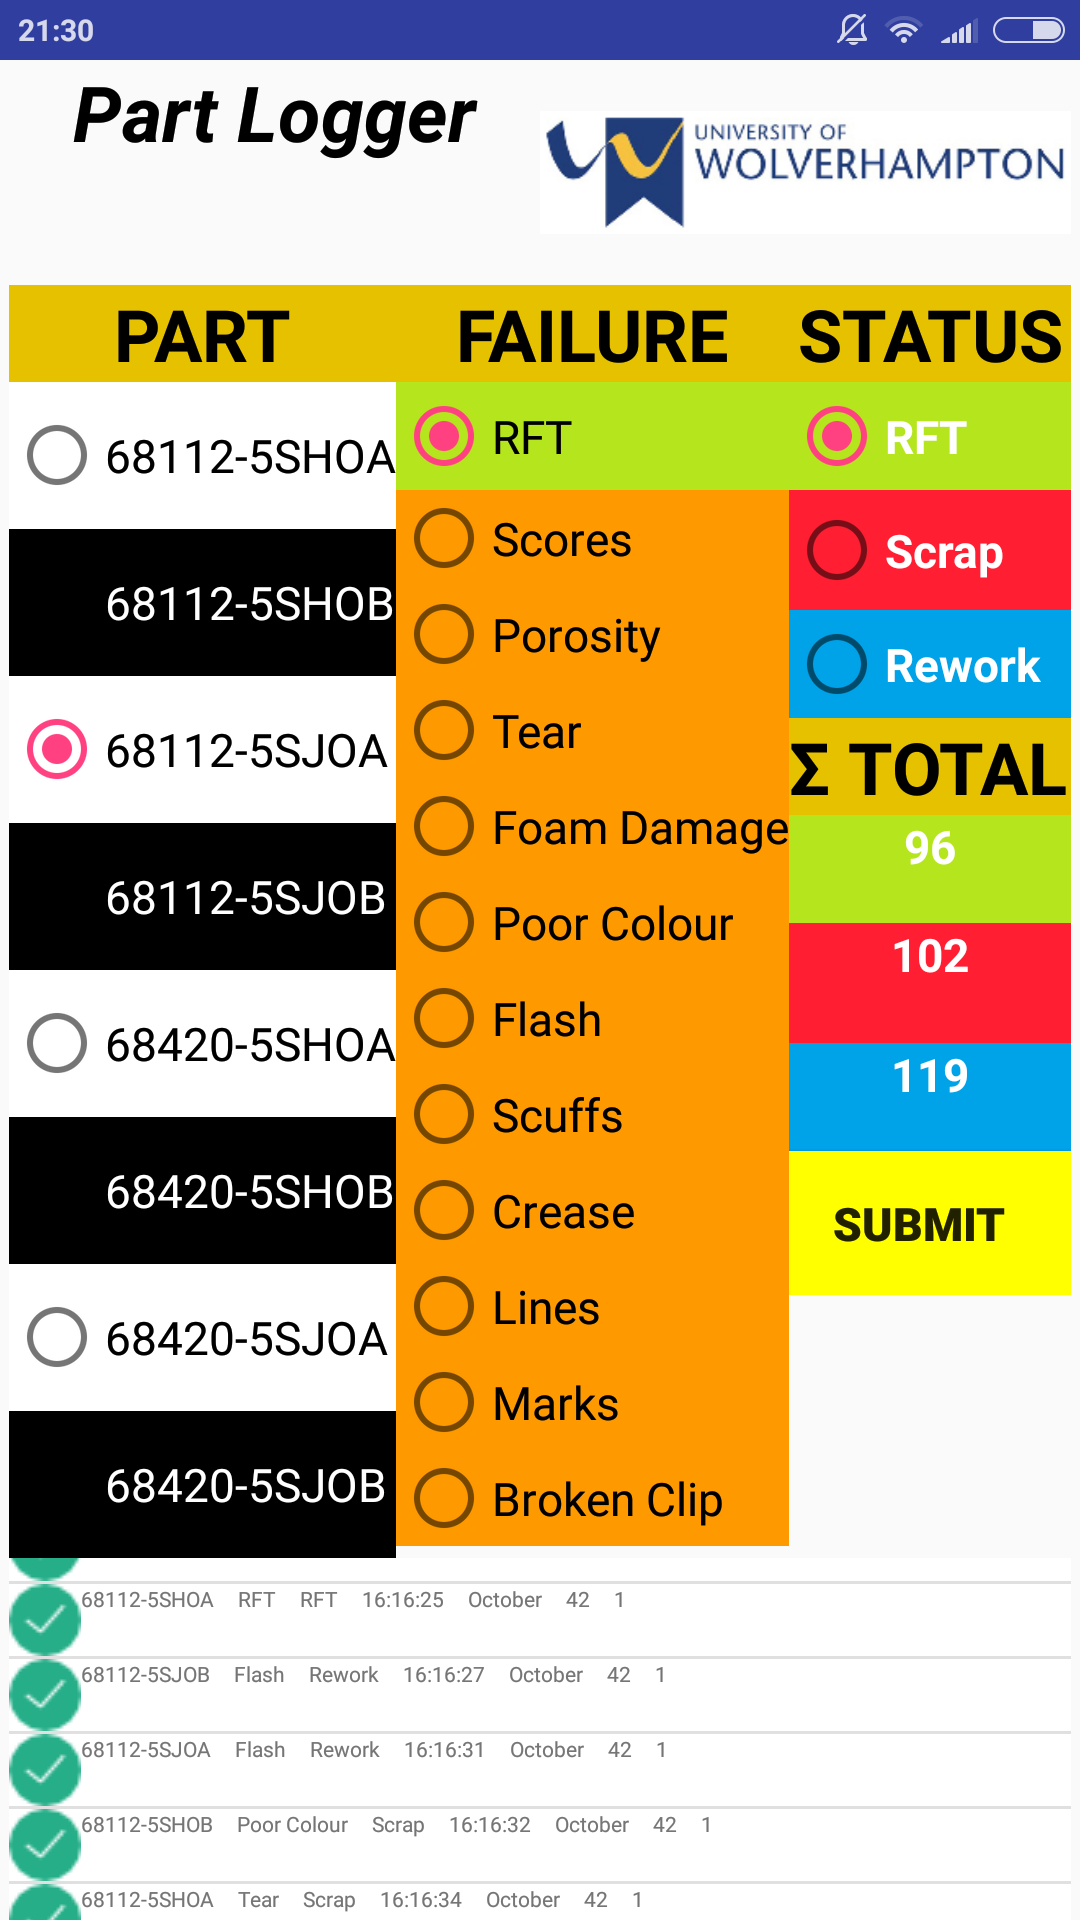 21:30
Part Logger
UNIVERSITY OF
WOLVERHAMPTON
PART FAILURE STATUS
68112-5SHOA
68112-5SHOB
68112-5SJOA
68112-5SJOB
68420-5SHOA
68420-5SHOB
68420-5SJOA
68420-5SJOB
RFT
Scores
Porosity
Tear
Foam Damage
Poor Colour
Flash
Scuffs
Crease
Lines
Marks
Broken Clip
RFT
Scrap
Rework
Σ TOTAL
96
102
119
SUBMIT
68112-5SHOA RFT RFT 16:16:25 October 42 1
68112-5SJOB Flash Rework 16:16:27 October 42 1
68112-5SJOA Flash Rework 16:16:31 October 42 1
68112-5SHOB Poor Colour Scrap 16:16:32 October 42 1
68112-5SHOA Tear Scrap 16:16:34 October 42 1